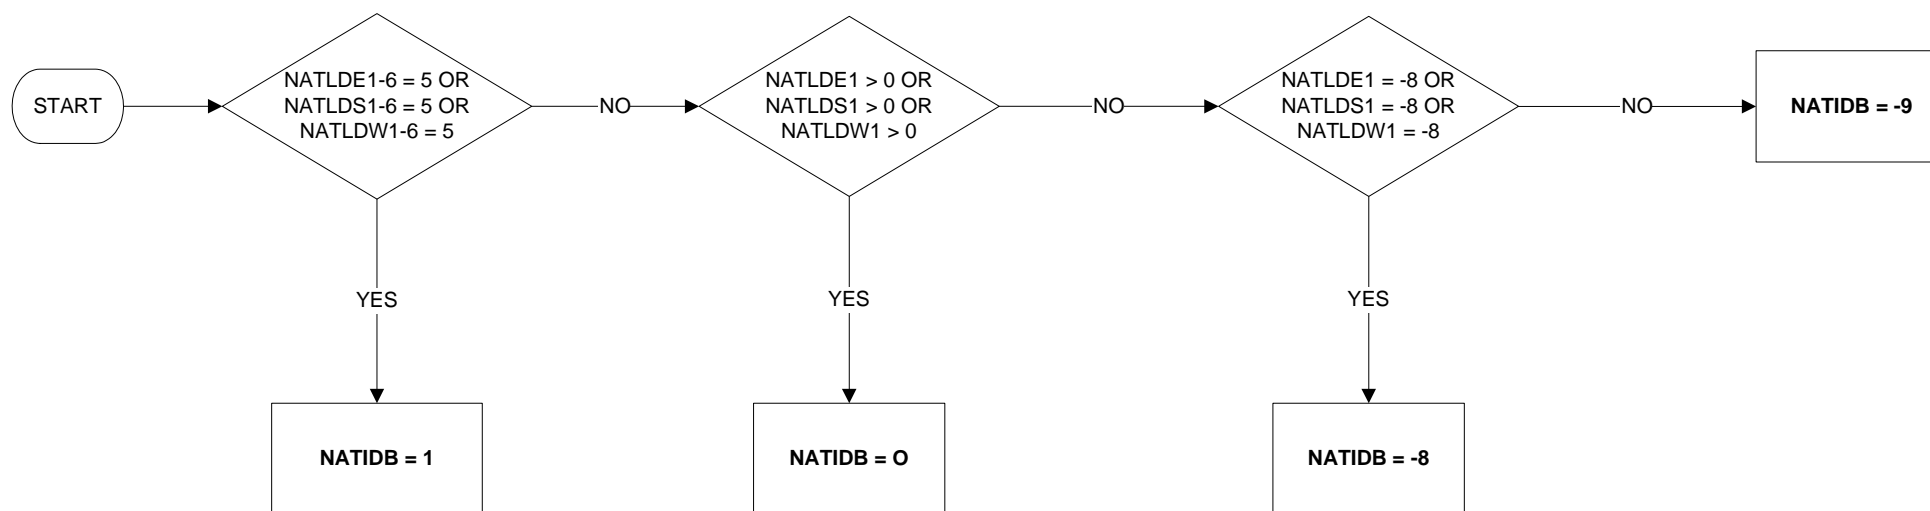 START
NATLDE1-6 = 5 OR
NATLDS1-6 = 5 OR
NATLDW1-6 = 5
NO
NATLDE1 > 0 OR
NATLDS1 > 0 OR
NATLDW1 > 0
NO
NATLDE1 = -8 OR
NATLDS1 = -8 OR
NATLDW1 = -8
NO
NATIDB = -9
YES
YES
YES
NATIDB = 1
NATIDB = O
NATIDB = -8